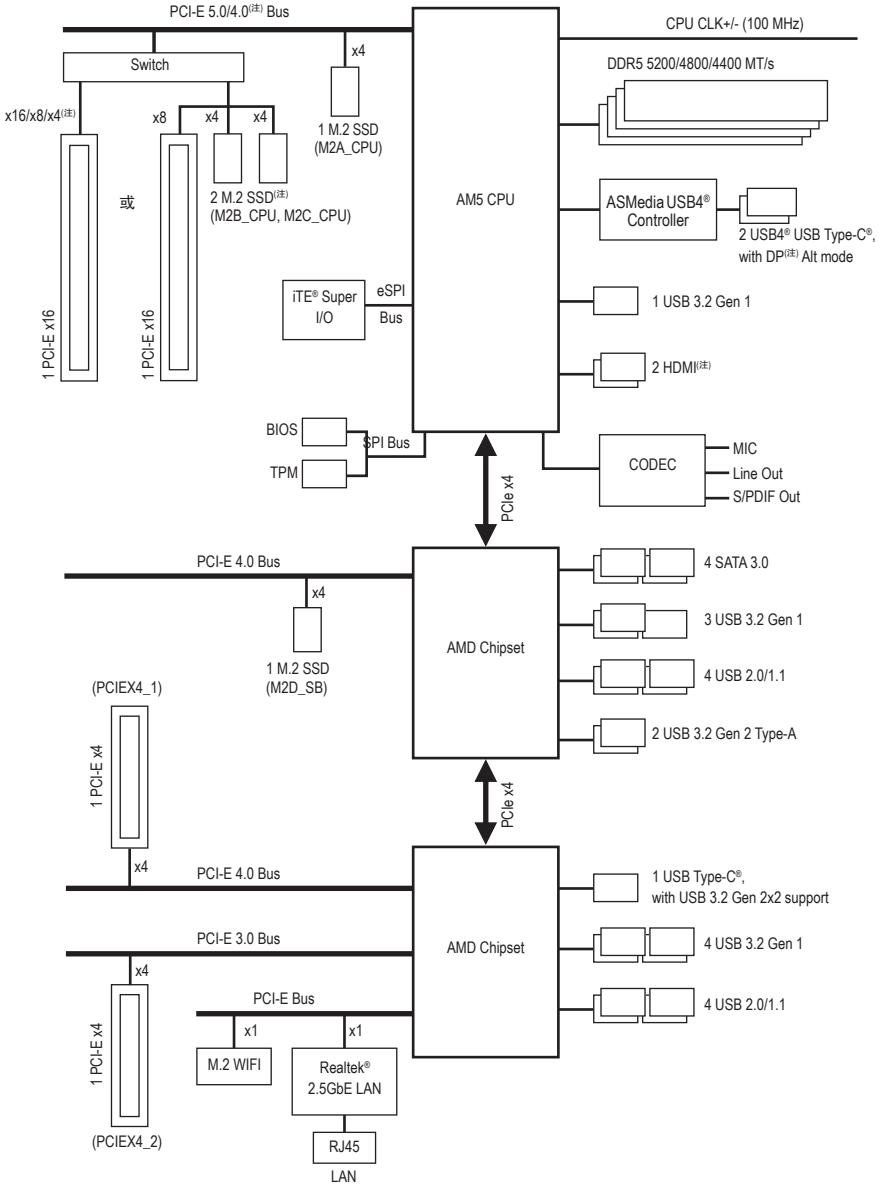 PCI-E 5.0/4.0(注) Bus
CPU CLK+/- (100 MHz)
x4
Switch
DDR5 5200/4800/4400 MT/s
x16/x8/x4(注)
x8
x4
x4
1 M.2 SSD
(M2A_CPU)
或
2 M.2 SSD(注)
(M2B_CPU, M2C_CPU)
AM5 CPU
ASMedia USB4®
Controller
2 USB4® USB Type-C®,
with DP(注) Alt mode
iTE® Super
I/O
eSPI
Bus
1 USB 3.2 Gen 1
1 PCI-E x16
1 PCI-E x16
2 HDMI(注)
BIOS
SPI Bus
TPM
PCIe x4
CODEC
MIC
Line Out
S/PDIF Out
PCI-E 4.0 Bus
x4
1 M.2 SSD
(M2D_SB)
AMD Chipset
4 SATA 3.0
3 USB 3.2 Gen 1
4 USB 2.0/1.1
2 USB 3.2 Gen 2 Type-A
(PCIEX4_1)
1 PCI-E x4
x4
PCIe x4
PCI-E 4.0 Bus
1 USB Type-C®,
with USB 3.2 Gen 2x2 support
PCI-E 3.0 Bus
AMD Chipset
4 USB 3.2 Gen 1
x4
PCI-E Bus
4 USB 2.0/1.1
x1
x1
1 PCI-E x4
M.2 WIFI
Realtek®
2.5GbE LAN
(PCIEX4_2)
RJ45
LAN